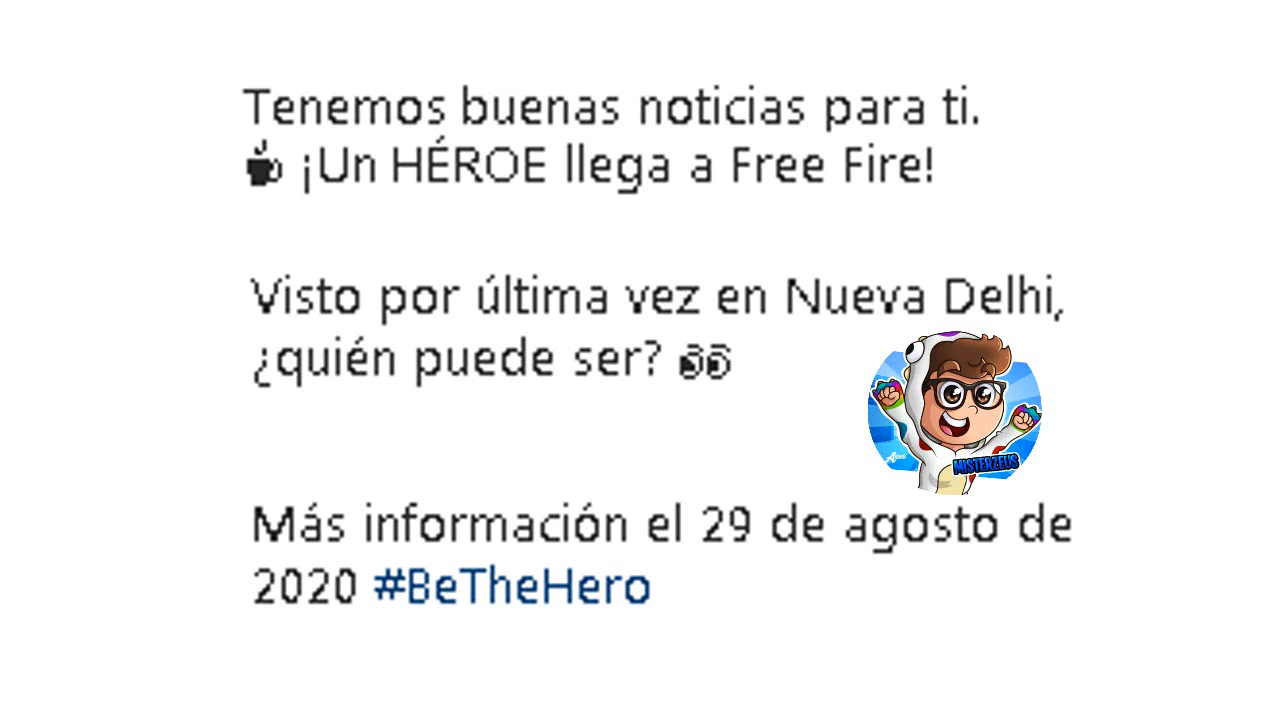 Tenemos buenas noticias para ti.
☕ ¡Un HÉROE llega a Free Fire!
Visto por última vez en Nueva Delhi,
¿quién puede ser? 👀
MISTERZEUS
Más información el 29 de agosto de
2020 #BeTheHero